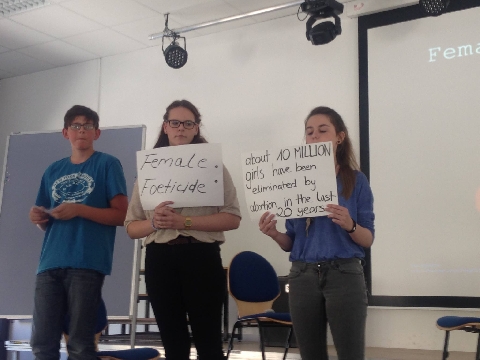 Fema
Female
Foeticide:
about 10 MILLION
girls have been
eliminated by
abortion in the last
20 years